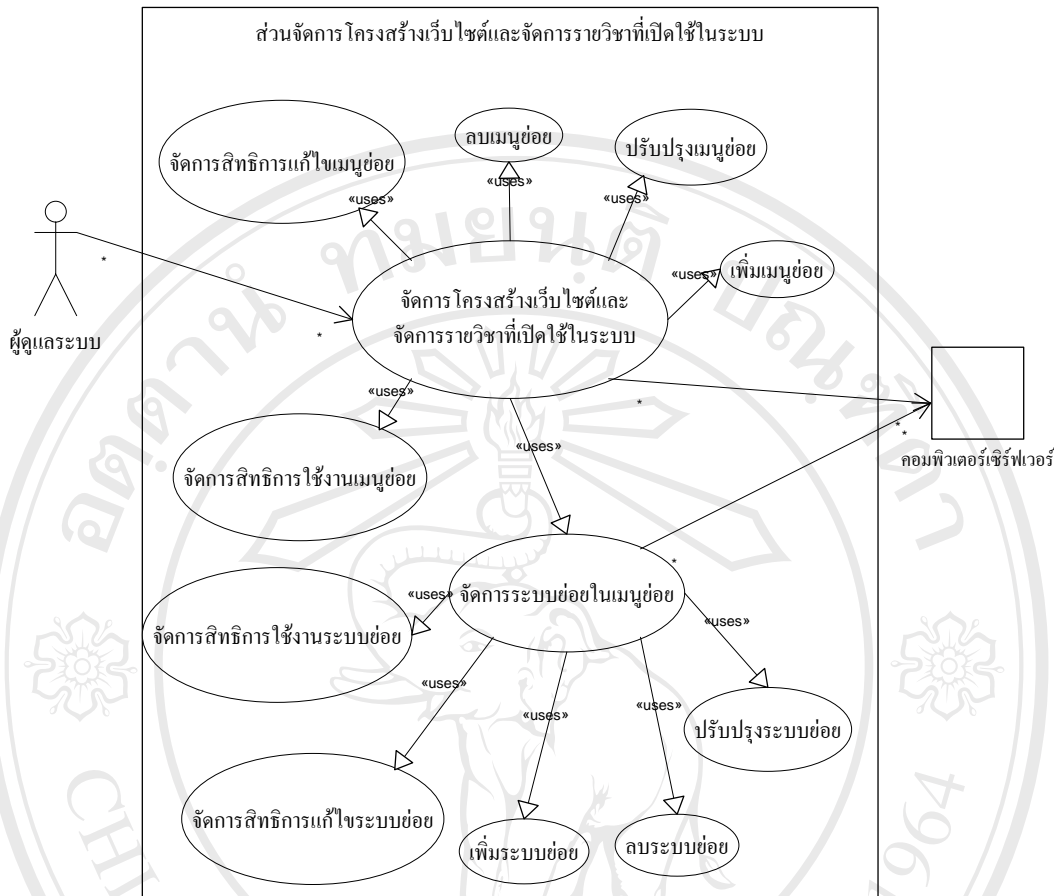 ส่วนจัดการโครงสร้างเว็บไซต์และจัดการรายวิชาที่เปิดใช้ในระบบ
ลบเมนูย่อย
ปรับปรุงเมนูย่อย
จัดการสิทธิการแก้ไขเมนูย่อย
«uses»
«uses»
«uses»
*
«uses»
เพิ่มเมนูย่อย
จัดการโครงสร้างเว็บไซต์และ
จัดการรายวิชาที่เปิดใช้ในระบบ
*
ผู้ดูแลระบบ
«uses»
*
*
*
«uses»
คอมพิวเตอร์เซิร์ฟเวอร์
จัดการสิทธิการใช้งานเมนูย่อย
*
จัดการระบบย่อยในเมนูย่อย
«uses»
«uses»
จัดการสิทธิการใช้งานระบบย่อย
«uses»
«uses»
«uses»
ปรับปรุงระบบย่อย
จัดการสิทธิการแก้ไขระบบย่อย
เพิ่มระบบย่อย
ลบระบบย่อย
1964